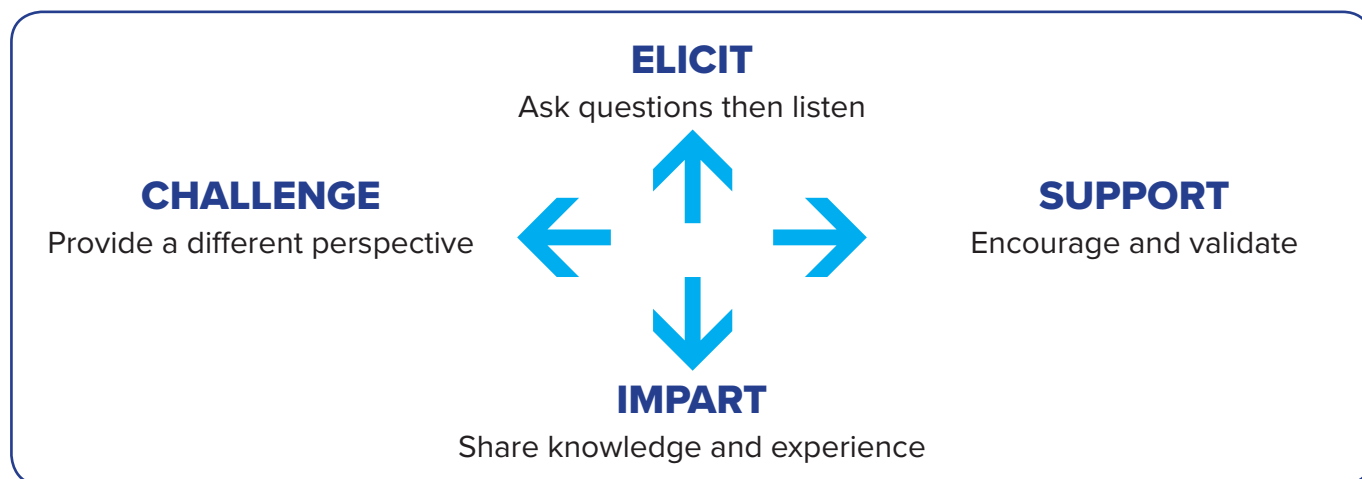 ELICIT
Ask questions then listen
CHALLENGE
Provide a different perspective
SUPPORT
Encourage and validate
IMPART
Share knowledge and experience